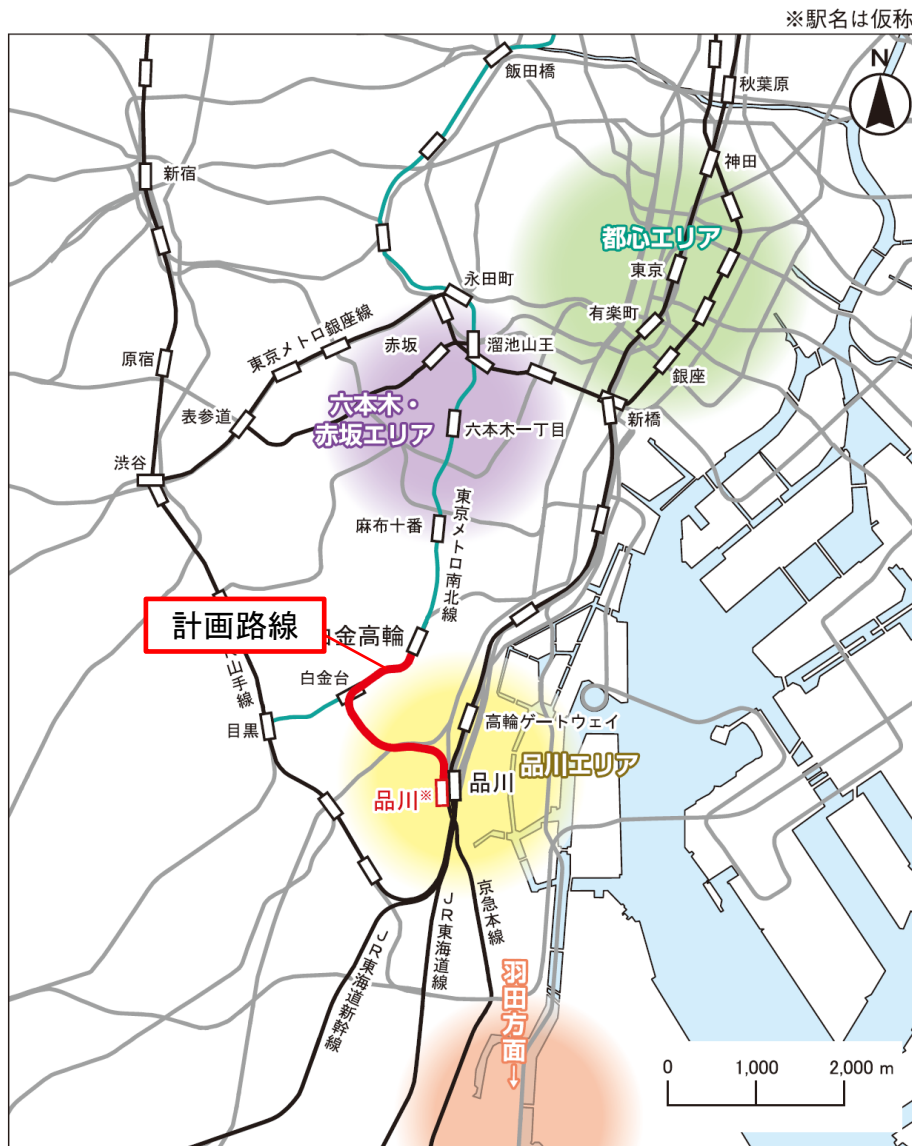 ※駅名は仮称
N
飯田橋
秋葉原
神田
新宿
都心エリア
東京
永田町
有楽町
東京メトロ銀座線
赤坂
溜池山王
原宿
銀座
六本木・
赤坂エリア
表参道
新橋
六本木一丁目
渋谷
東京メトロ南北線
麻布十番
計画路線
金高輪
山手線
白金台
目黒
高輪ゲートウェイ
品川エリア
品川
品川※
京急本線
JR東海道線
JR東海道新幹線
羽田方面→
0 1,000 2,000 m